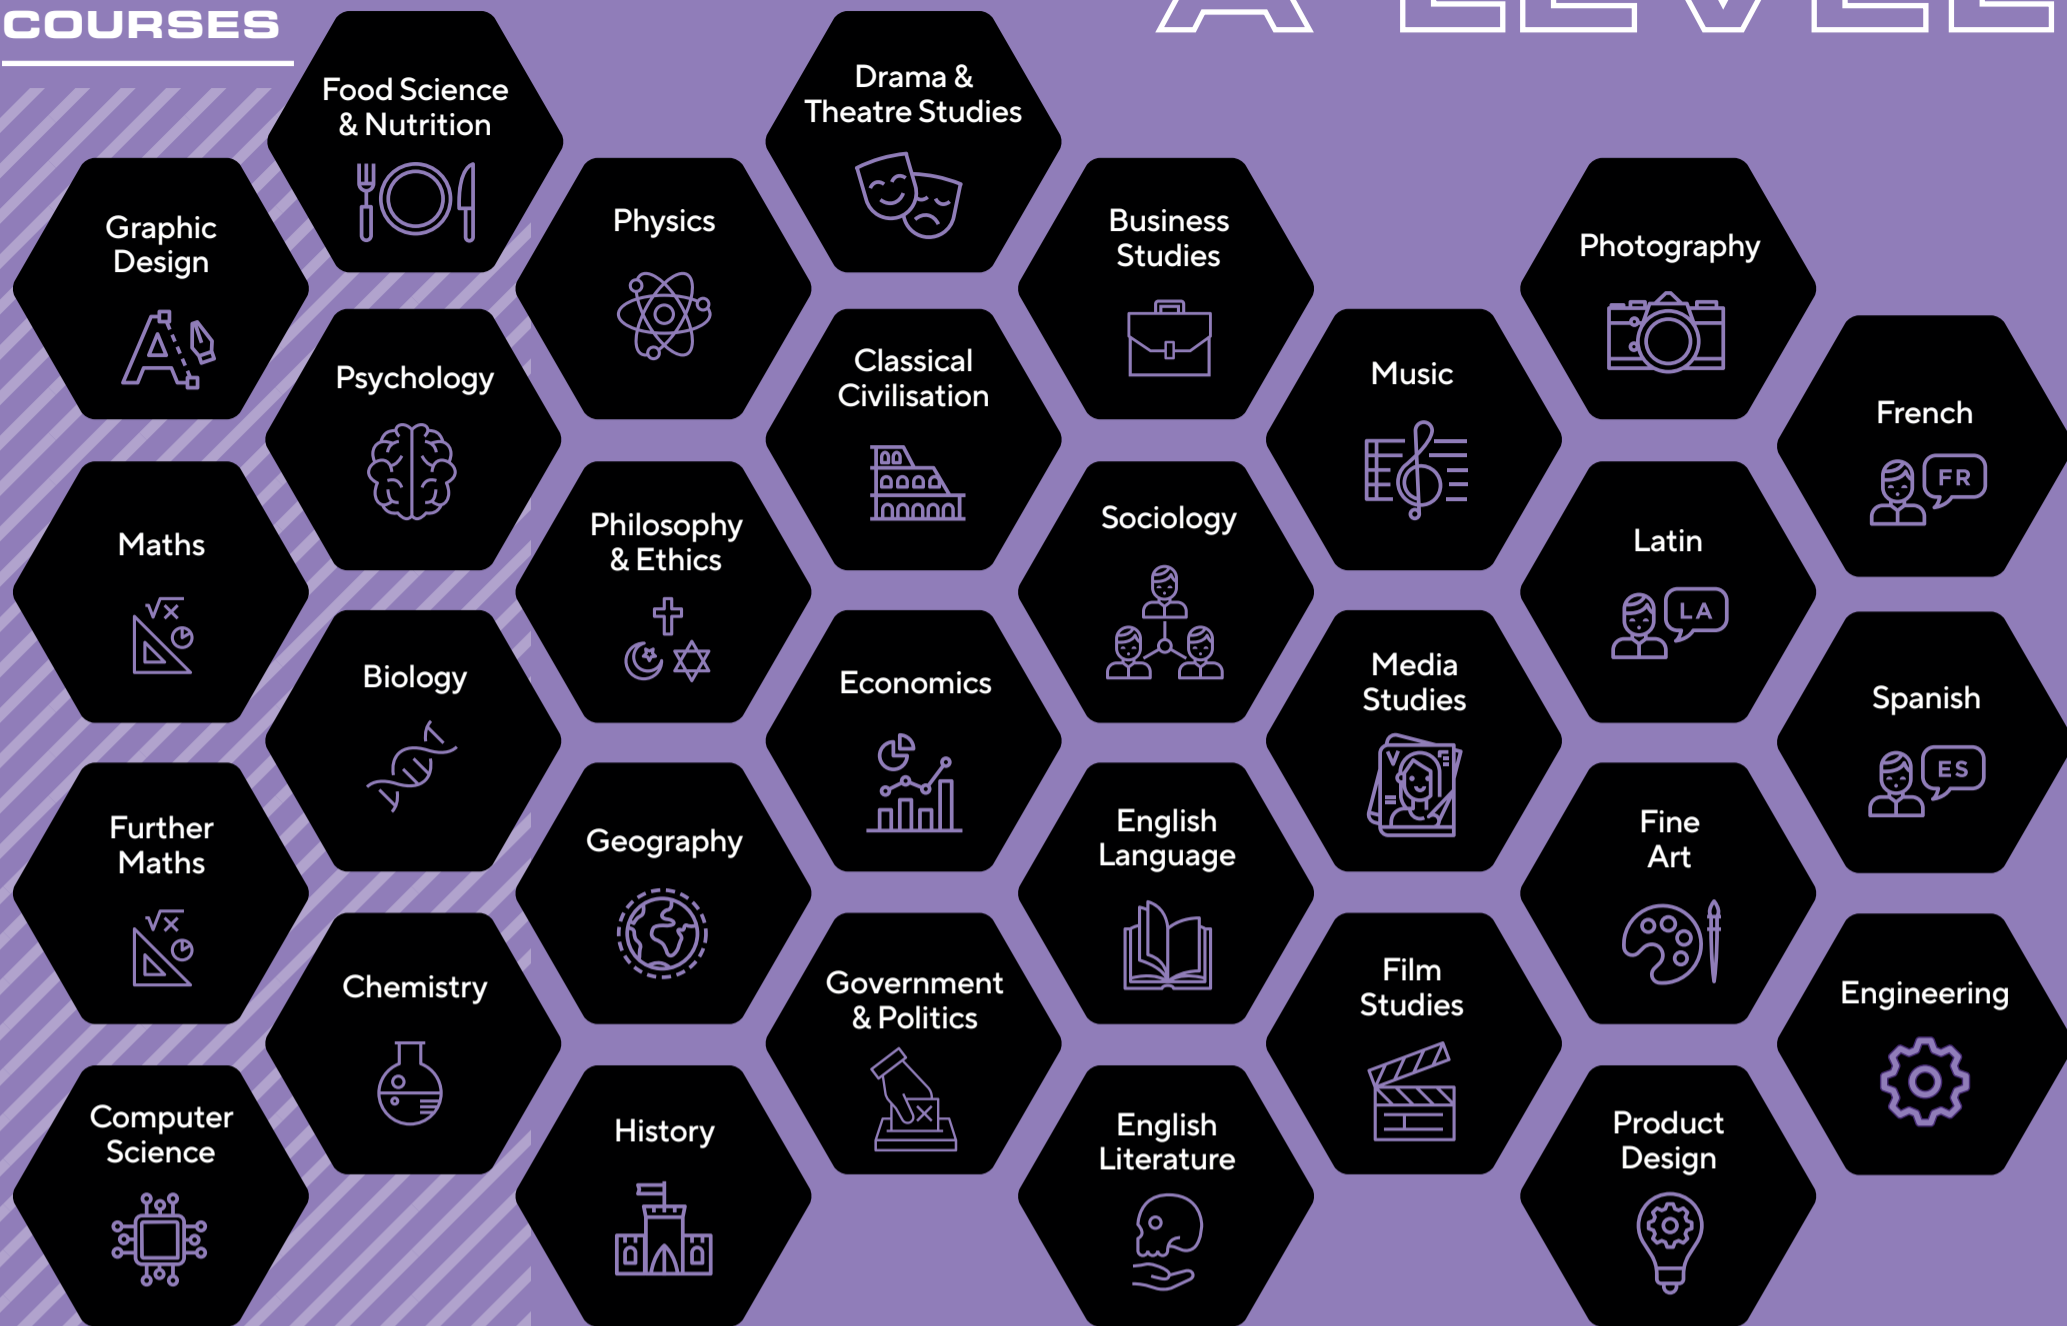 COURSES
A LEVEL
Food Science
& Nutrition
Drama &
Theatre Studies
Graphic
Design
Physics
Business
Studies
Photography
Psychology
Classical
Civilisation
Music
French
FR
Maths
√x
Philosophy
& Ethics
Sociology
Latin
LA
Biology
Economics
Media
Studies
V
Spanish
ES
Further
Maths
√x
Geography
English
Language
Fine
Art
Chemistry
Government
& Politics
Film
Studies
Engineering
Computer
Science
History
English
Literature
Product
Design